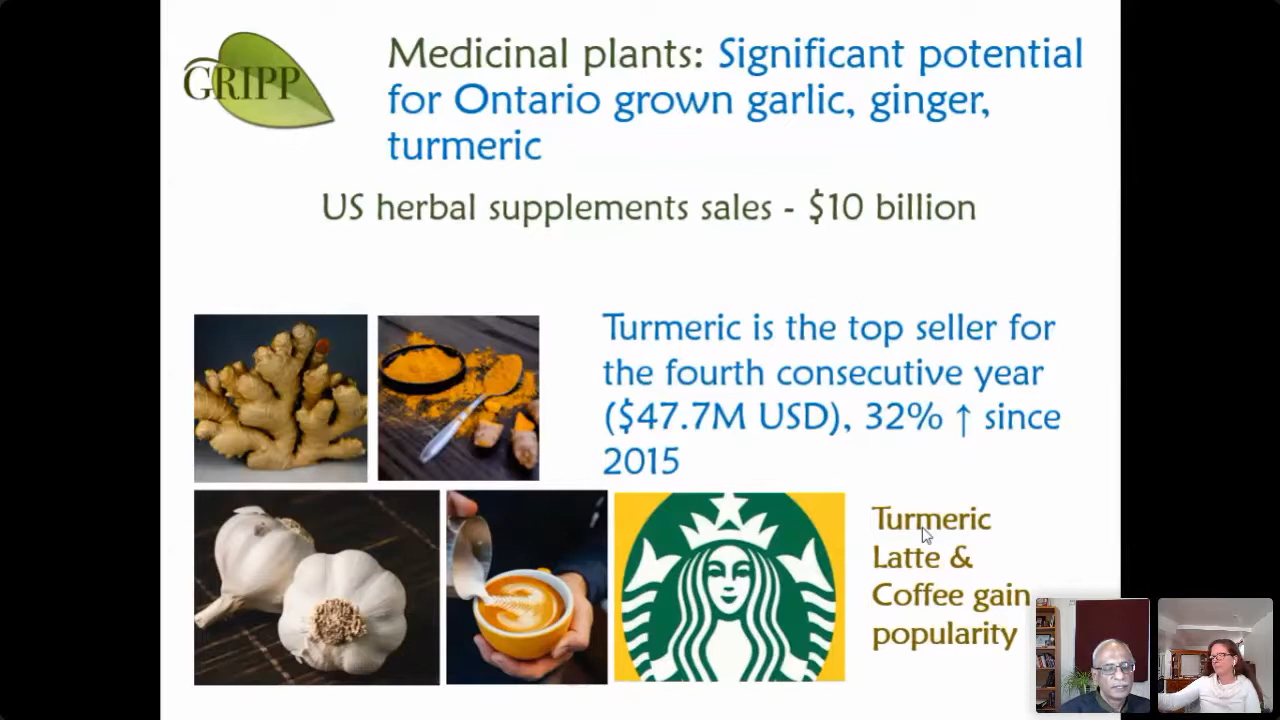 GRIPP
Medicinal plants: Significant potential
for Ontario grown garlic, ginger,
turmeric
US herbal supplements sales - $10 billion
Turmeric is the top seller for
the fourth consecutive year
($47.7M USD), 32% ↑ since
2015
Turmeric
Latte &
Coffee gain
popularity